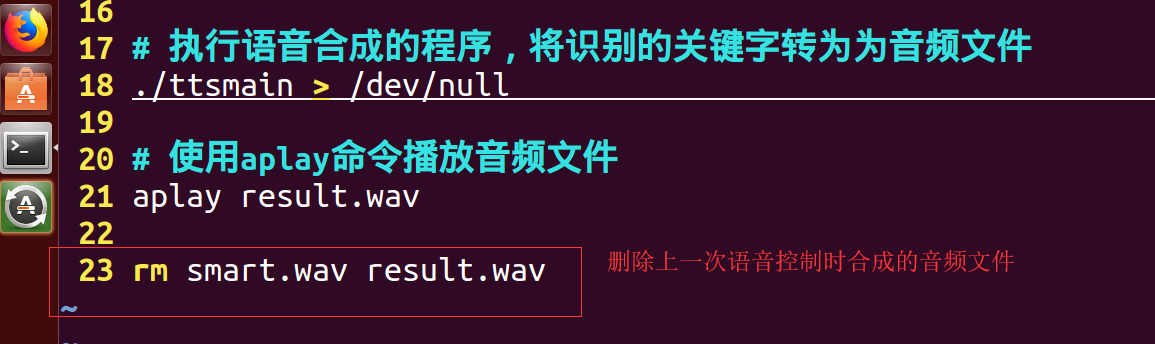 16
17 # 执行语音合成的程序，将识别的关键字转为为音频文件
18 ./ttsmain > /dev/null
19
20 # 使用aplay命令播放音频文件
21 aplay result.wav
22
23 rm smart.wav result.wav
删除上一次语音控制时合成的音频文件
~